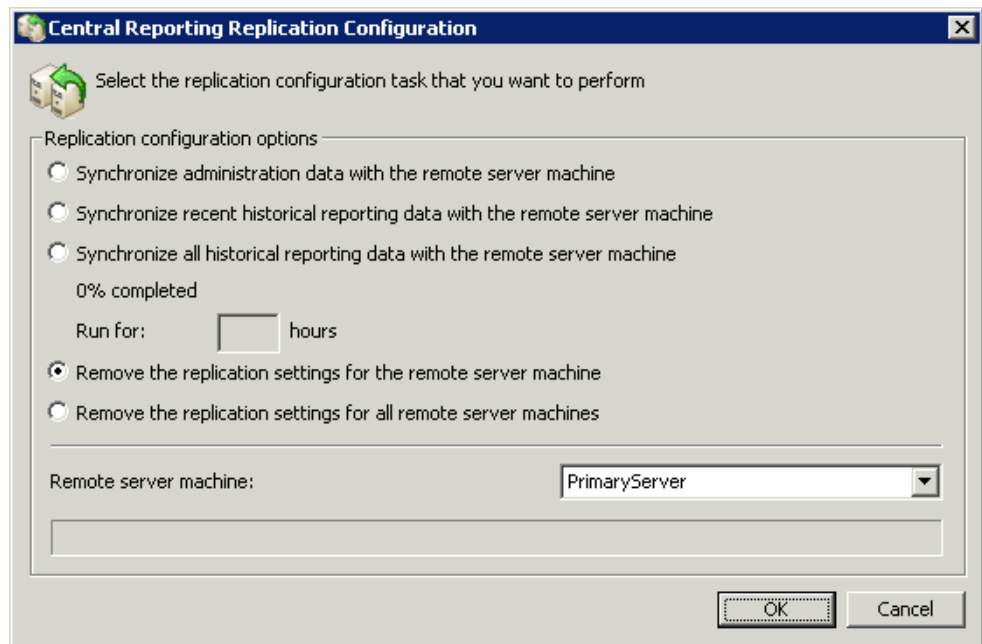 Central Reporting Replication Configuration
Select the replication configuration task that you want to perform
Replication configuration options
Synchronize administration data with the remote server machine
Synchronize recent historical reporting data with the remote server machine
Synchronize all historical reporting data with the remote server machine
0% completed
Run for: hours
Remove the replication settings for the remote server machine
Remove the replication settings for all remote server machines
Remote server machine: PrimaryServer
OK Cancel